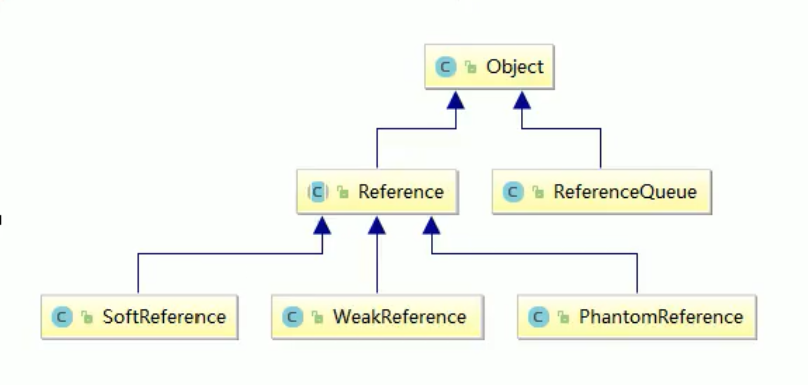 C Object
C Reference
C ReferenceQueue
C SoftReference
C WeakReference
C PhantomReference